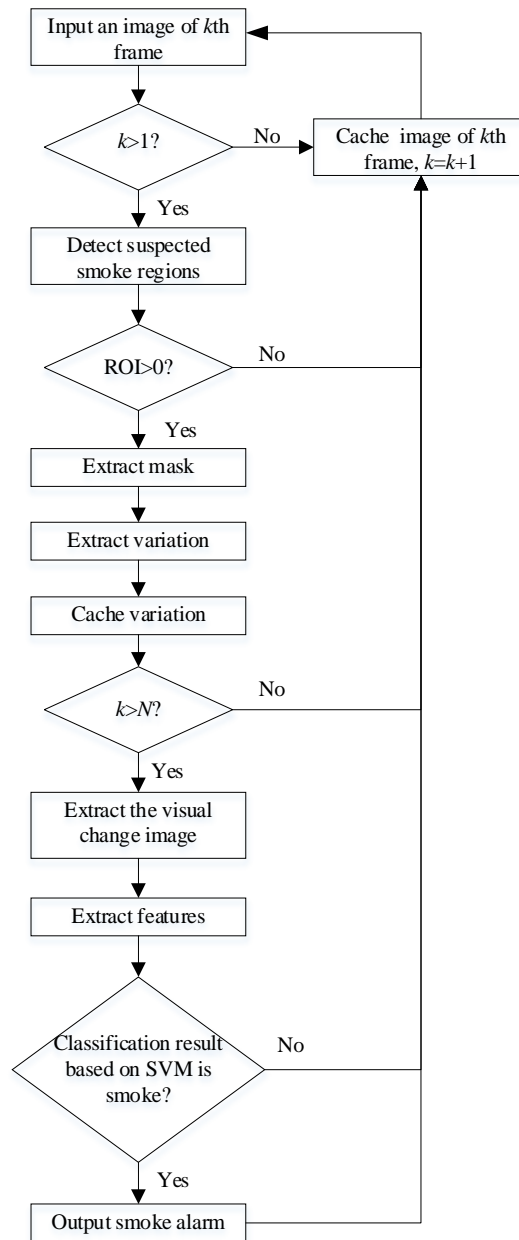 Input an image of kth
frame
k>1?
No
Cache image of kth
frame, k=k+1
Yes
Detect suspected
smoke regions
ROI>0?
No
Yes
Extract mask
Extract variation
Cache variation
k>N?
No
Yes
Extract the visual
change image
Extract features
Classification result
based on SVM is
smoke?
No
Yes
Output smoke alarm